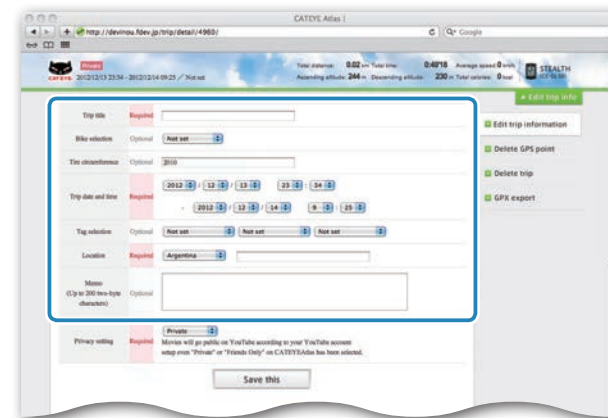 CATEYE Atlas |
http://devinou.fdev.jp/trip/detail/4980/
C
Q- Google
Private
CATEYE 2012/12/13 23:34 - 2012/12/14 09:25 / Not set
Total distance: 0.02 km Total time: 0:48'18 Average speed 0 km/h
Ascending altitude: 244 m Descending altitude: 230 m Total calories: 0 kcal
STEALTH
Edit trip info
Trip title Required
Bike selection Optional Not set
Tire circumference Optional 2010
Trip date and time Required 2012 / 12 / 13 23 : 34
- 2012 / 12 / 14 9 : 25
Tag selection Optional Not set Not set Not set
Location Required Argentina
Memo
(Up to 200 two-byte
characters)
Optional
Privacy setting Required Private
Movies will go public on YouTube according to your YouTube account
setup even "Private" or "Friends Only" on CATEYEAtlas has been selected.
Save this
Edit trip information
Delete GPS point
Delete trip
GPX export